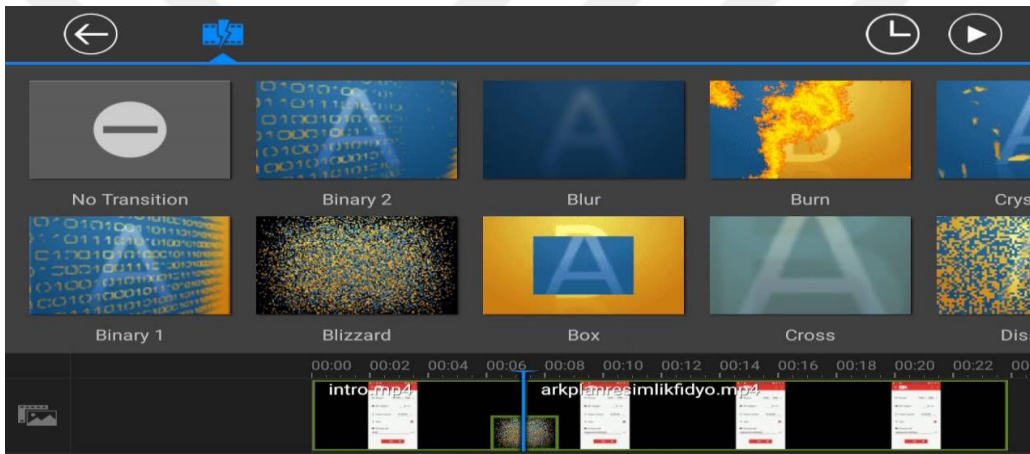 No Transition
Binary 2
Blur
Burn
Crys
Binary 1
Blizzard
Box
Cross
Dis
00:00 00:02 00:04 00:06 00:08 00:10 00:12 00:14 00:16 00:18 00:20 00:22 00
intro.mp4
arkplanresimlikfidyo.mp4